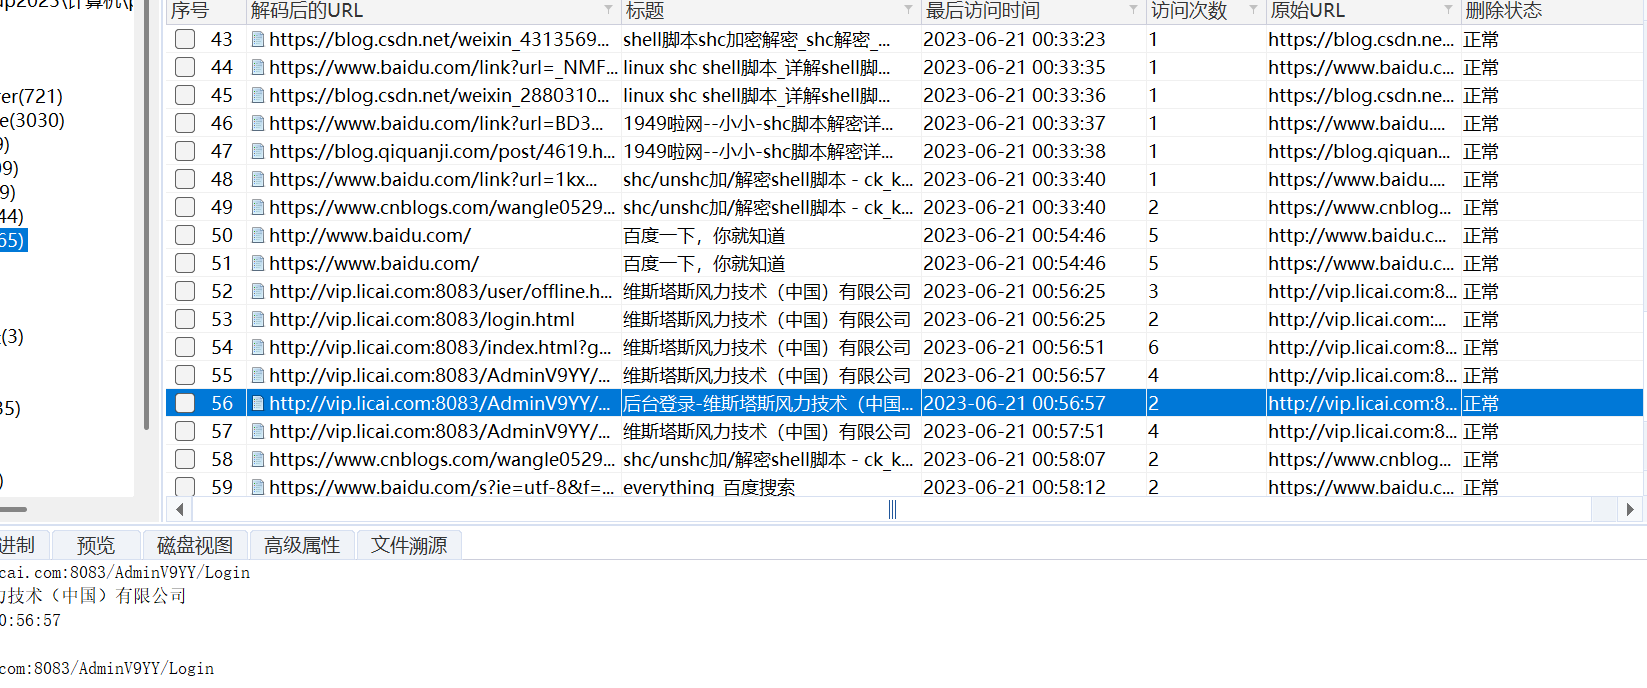 序号 解码后的URL 标题 最后访问时间 访问次数 原始URL 删除状态
43 https://blog.csdn.net/weixin_4313569... shell脚本shc加密解密_shc解密_... 2023-06-21 00:33:23 1 https://blog.csdn.ne... 正常
44 https://www.baidu.com/link?url=_NMF... linux shc shell脚本_详解shell脚... 2023-06-21 00:33:35 1 https://www.baidu.c... 正常
45 https://blog.csdn.net/weixin_2880310... linux shc shell脚本_详解shell脚... 2023-06-21 00:33:36 1 https://blog.csdn.ne... 正常
rer(721)
46 https://www.baidu.com/link?url=BD3... 1949啦网--小小-shc脚本解密详... 2023-06-21 00:33:37 1 https://www.baidu.... 正常
e(3030)
47 https://blog.qiquanji.com/post/4619.h... 1949啦网--小小-shc脚本解密详... 2023-06-21 00:33:38 1 https://blog.qiquan... 正常
9)
48 https://www.baidu.com/link?url=1kx... shc/unshc加/解密shell脚本 - ck_k... 2023-06-21 00:33:40 1 https://www.baidu.... 正常
9)
49 https://www.cnblogs.com/wangle0529... shc/unshc加/解密shell脚本 - ck_k... 2023-06-21 00:33:40 2 https://www.cnblog... 正常
44)
50 http://www.baidu.com/ 百度一下，你就知道 2023-06-21 00:54:46 5 http://www.baidu.c... 正常
65)
51 https://www.baidu.com/ 百度一下，你就知道 2023-06-21 00:54:46 5 https://www.baidu.c... 正常
52 http://vip.licai.com:8083/user/offline.h... 维斯塔斯风力技术（中国）有限公司 2023-06-21 00:56:25 3 http://vip.licai.com:8... 正常
53 http://vip.licai.com:8083/login.html 维斯塔斯风力技术（中国）有限公司 2023-06-21 00:56:25 2 http://vip.licai.com:... 正常
(3)
54 http://vip.licai.com:8083/index.html?g... 维斯塔斯风力技术（中国）有限公司 2023-06-21 00:56:51 6 http://vip.licai.com:8... 正常
55 http://vip.licai.com:8083/AdminV9YY/... 维斯塔斯风力技术（中国）有限公司 2023-06-21 00:56:57 4 http://vip.licai.com:8... 正常
56 http://vip.licai.com:8083/AdminV9YY/... 后台登录-维斯塔斯风力技术（中国... 2023-06-21 00:56:57 2 http://vip.licai.com:8... 正常
35)
57 http://vip.licai.com:8083/AdminV9YY/... 维斯塔斯风力技术（中国）有限公司 2023-06-21 00:57:51 4 http://vip.licai.com:8... 正常
58 https://www.cnblogs.com/wangle0529... shc/unshc加/解密shell脚本 - ck_k... 2023-06-21 00:58:07 2 https://www.cnblog... 正常
59 https://www.baidu.com/s?ie=utf-8&f=... everything_百度搜索 2023-06-21 00:58:12 2 https://www.baidu.c... 正常
进制 预览 磁盘视图 高级属性 文件溯源
cai.com:8083/AdminV9YY/Login
力技术（中国）有限公司
0:56:57
com:8083/AdminV9YY/Login